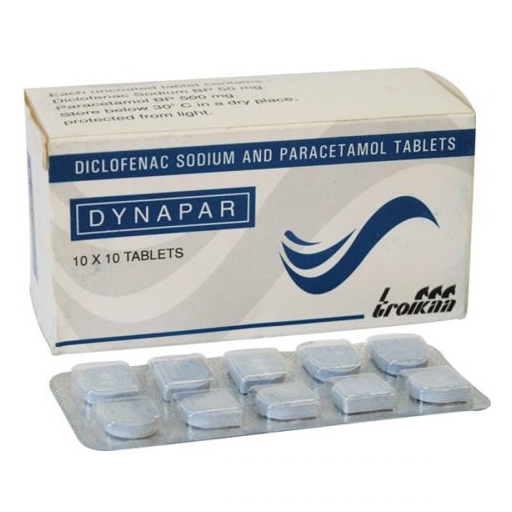 Each uncoated tablet contains -
Diclofenac Sodium BP 50 mg.
Paracetamol BP 500 mg.
Store below 30° C in a dry place,
protected from light.
DICLOFENAC SODIUM AND PARACETAMOL TABLETS
DYNAPAR
10 X 10 TABLETS
troikaa